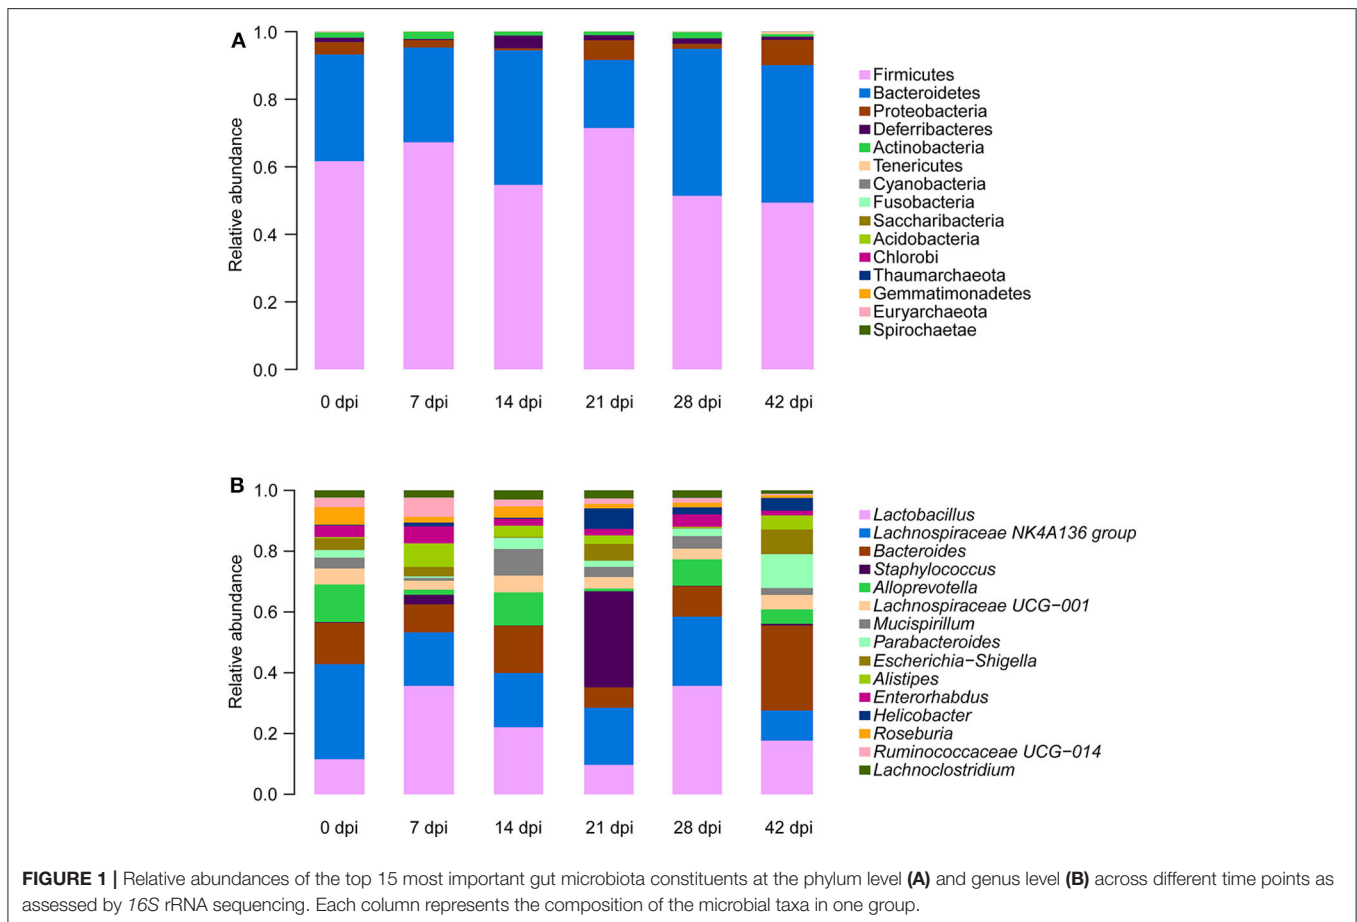 A
1.0
0.8
0.6
0.4
0.2
0.0
Relative abundance
0 dpi 7 dpi 14 dpi 21 dpi 28 dpi 42 dpi
Firmicutes
Bacteroidetes
Proteobacteria
Deferribacteres
Actinobacteria
Tenericutes
Cyanobacteria
Fusobacteria
Saccharibacteria
Acidobacteria
Chlorobi
Thaumarchaeota
Gemmatimonadetes
Euryarchaeota
Spirochaetae
B
1.0
0.8
0.6
0.4
0.2
0.0
Relative abundance
0 dpi 7 dpi 14 dpi 21 dpi 28 dpi 42 dpi
Lactobacillus
Lachnospiraceae NK4A136 group
Bacteroides
Staphylococcus
Alloprevotella
Lachnospiraceae UCG−001
Mucispirillum
Parabacteroides
Escherichia−Shigella
Alistipes
Enterorhabdus
Helicobacter
Roseburia
Ruminococcaceae UCG−014
Lachnoclostridium
FIGURE 1 | Relative abundances of the top 15 most important gut microbiota constituents at the phylum level (A) and genus level (B) across different time points as
assessed by 16S rRNA sequencing. Each column represents the composition of the microbial taxa in one group.